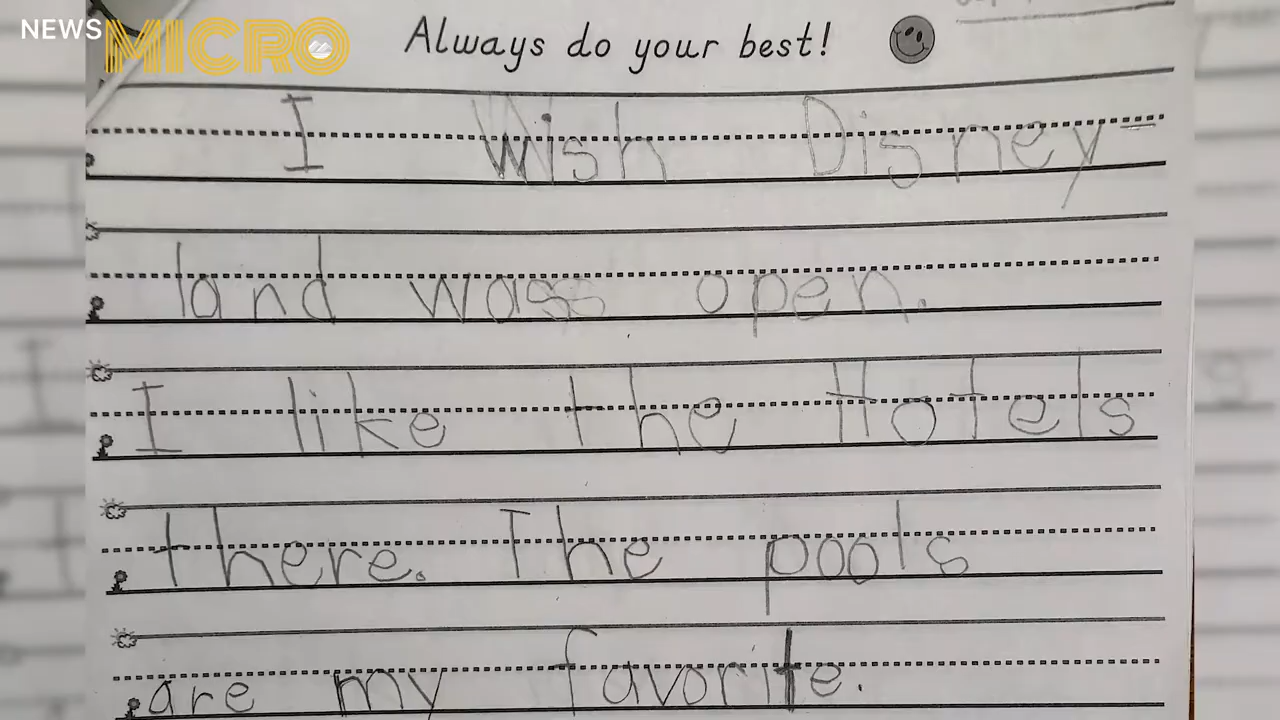 NEWS MICRO
Always do your best!
I Wish Disney-
land was open.
I like the Hotels
there. The pools
are my favorite.